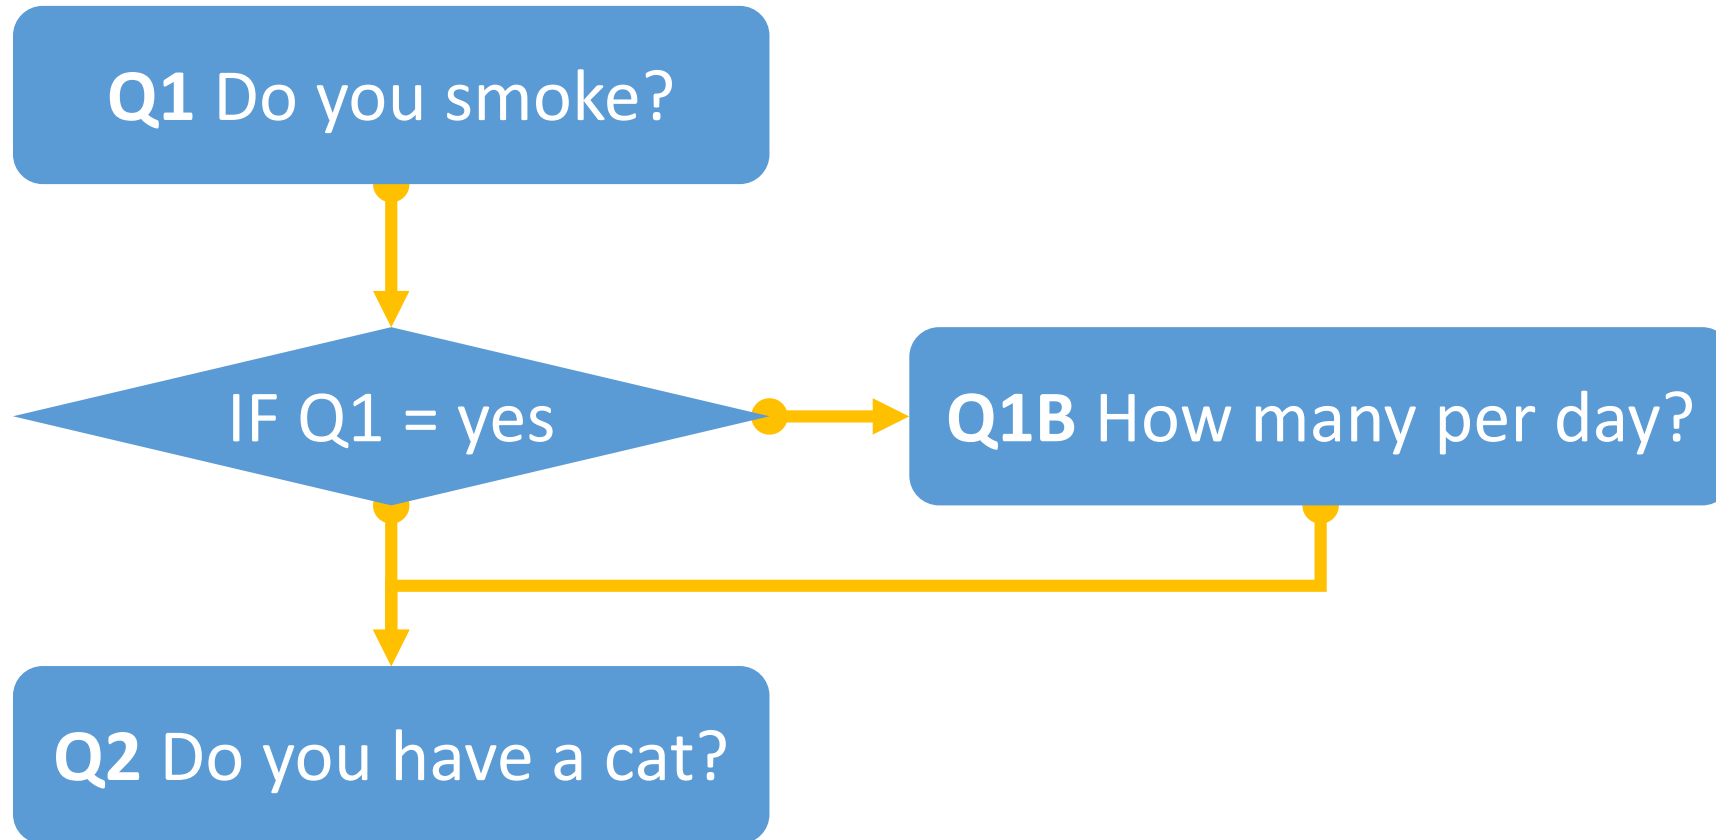 Q1 Do you smoke?
IF Q1 = yes
Q1B How many per day?
Q2 Do you have a cat?